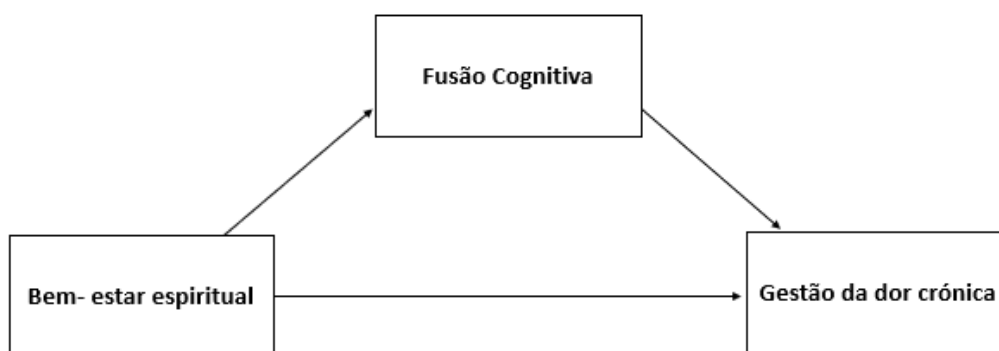 Fusão Cognitiva
Bem- estar espiritual
Gestão da dor crónica